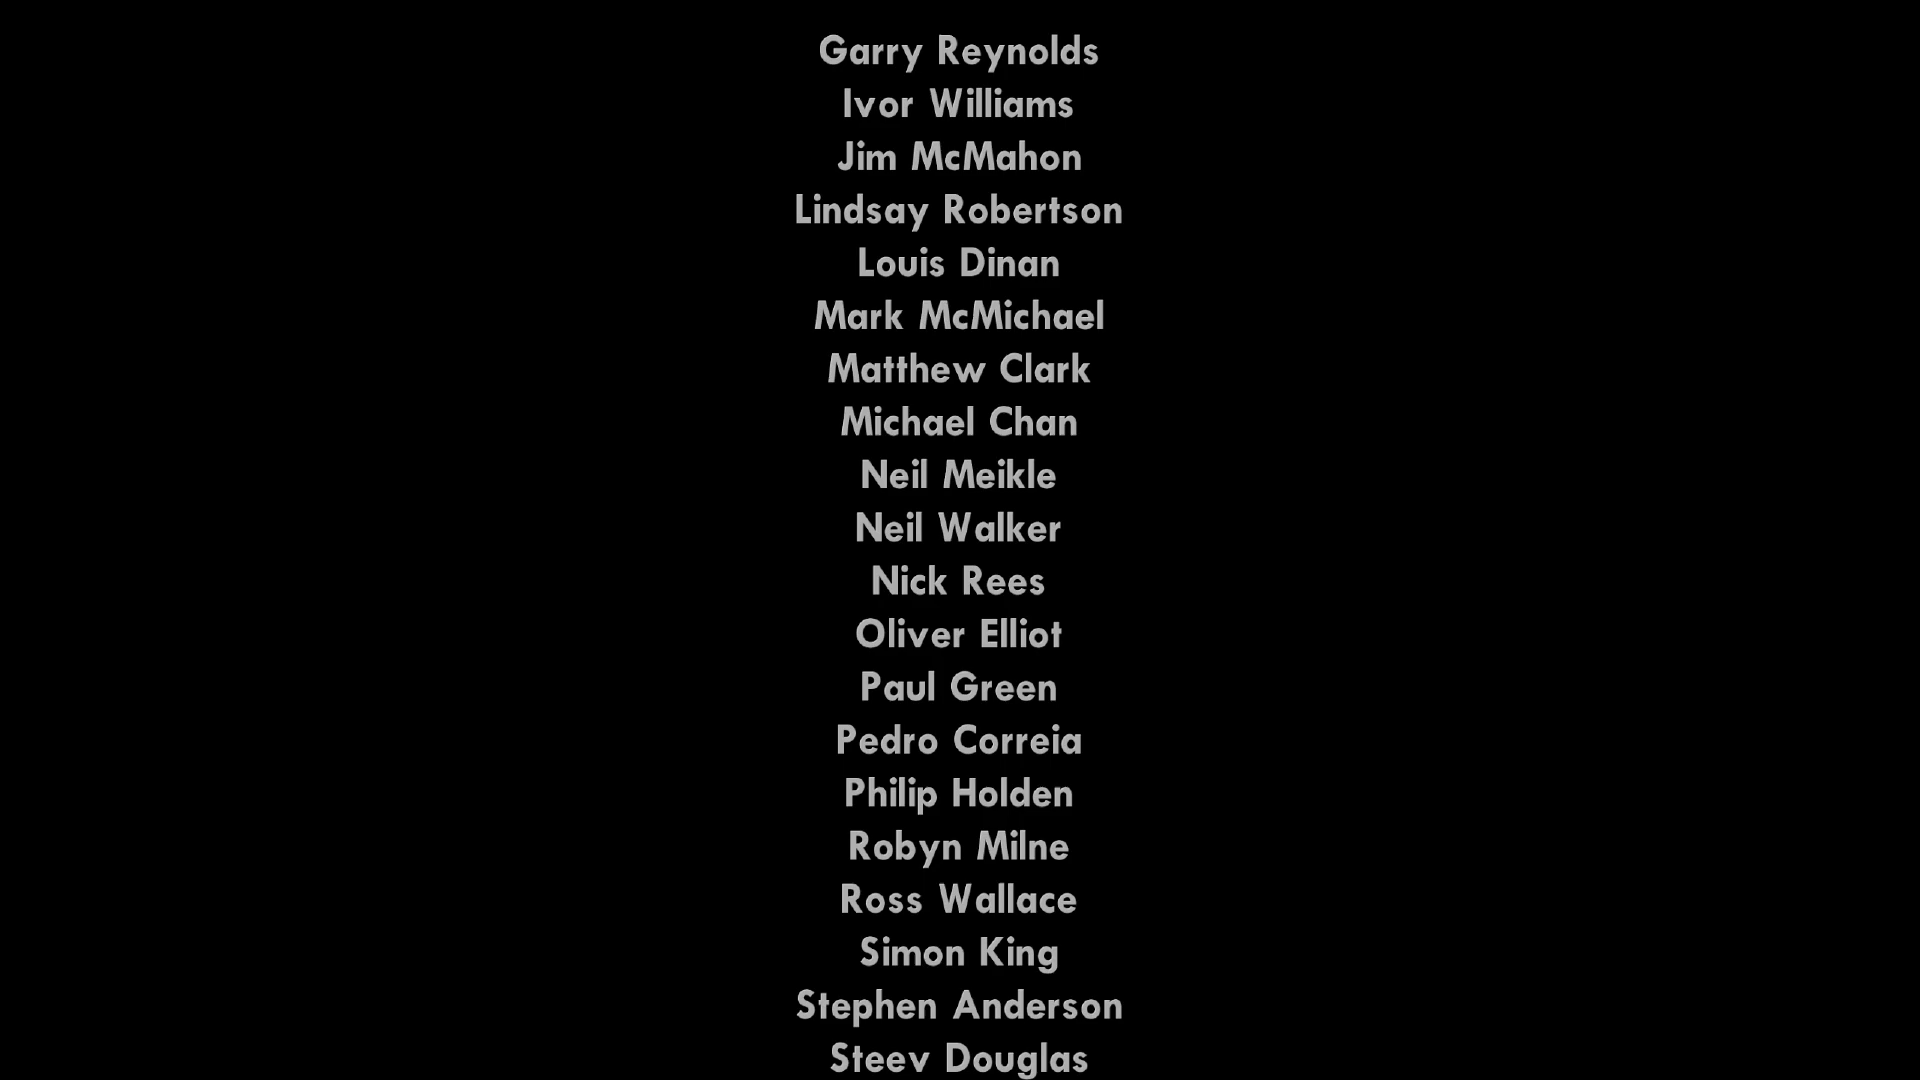 Garry Reynolds
Ivor Williams
Jim McMahon
Lindsay Robertson
Louis Dinan
Mark McMichael
Matthew Clark
Michael Chan
Neil Meikle
Neil Walker
Nick Rees
Oliver Elliot
Paul Green
Pedro Correia
Philip Holden
Robyn Milne
Ross Wallace
Simon King
Stephen Anderson
Steev Douglas